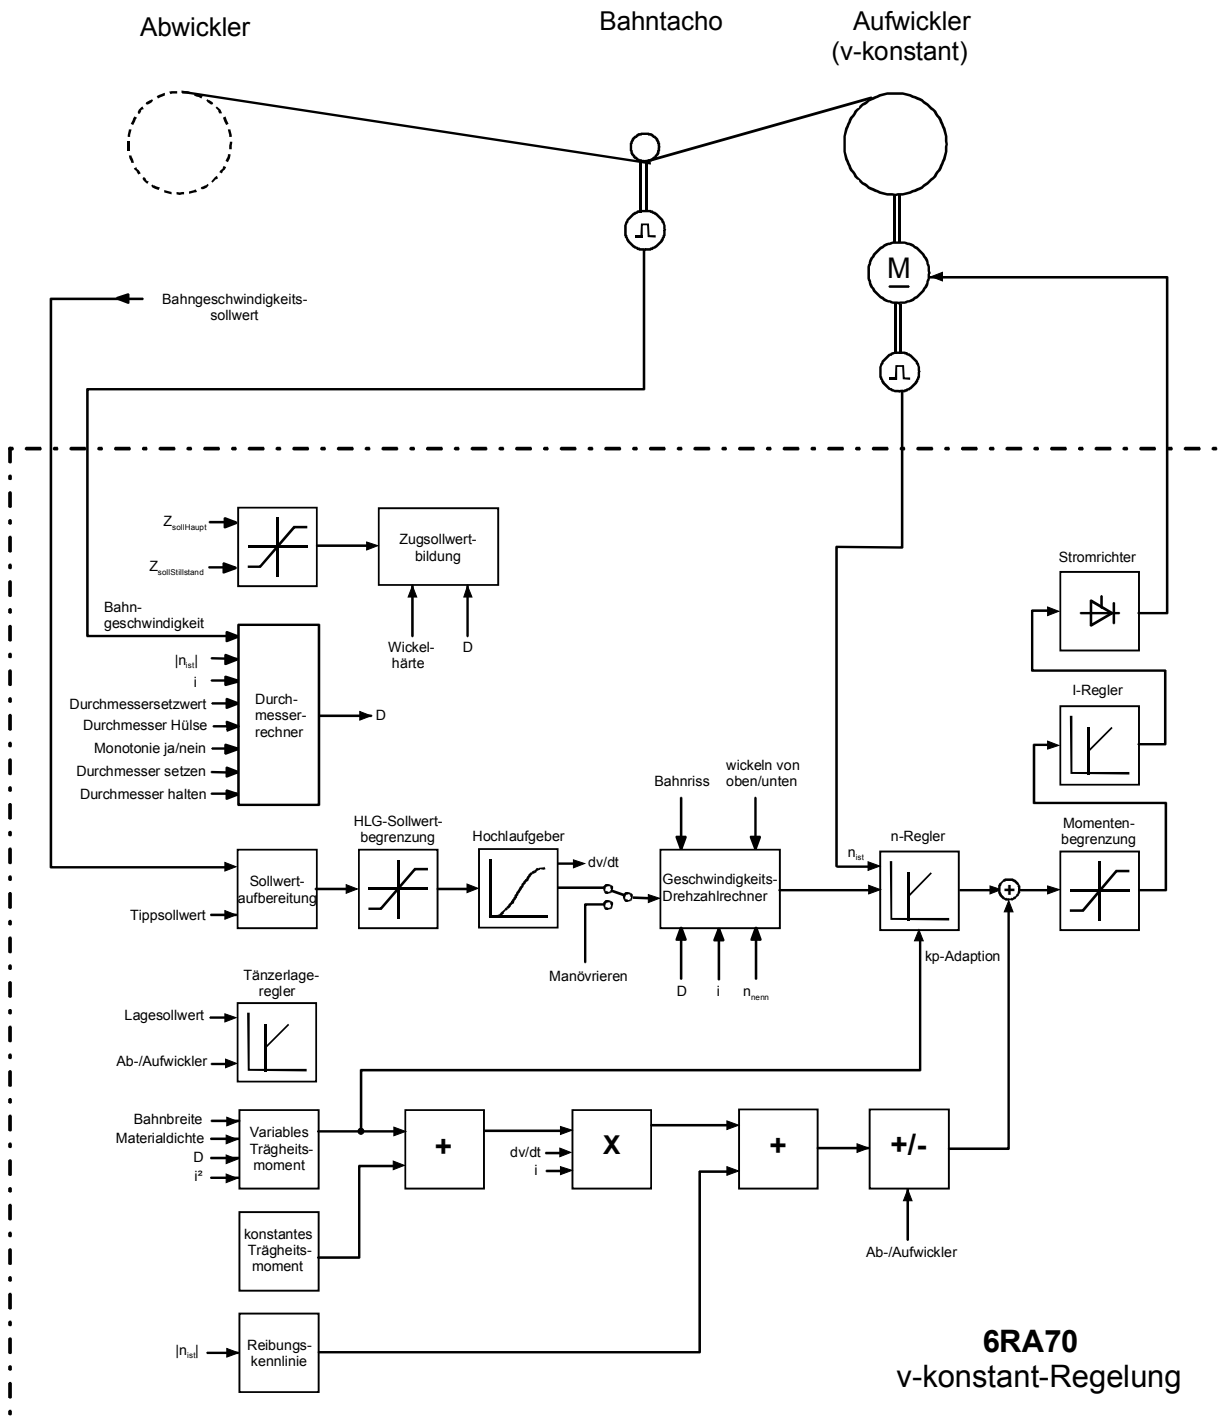 Abwickler
Bahntacho
Aufwickler
(v-konstant)
M
Bahngeschwindigkeits-
sollwert
ZsollHaupt
ZsollStillstand
Zugsollwert-
bildung
Wickel-
härte
D
Bahn-
geschwindigkeit
|nist|
i
Durchmessersetzwert
Durchmesser Hülse
Monotonie ja/nein
Durchmesser setzen
Durchmesser halten
Durch-
messer-
rechner
D
Stromrichter
I-Regler
Momenten-
begrenzung
HLG-Sollwert-
begrenzung
Hochlaufgeber
dv/dt
Bahnriss
wickeln von
oben/unten
nist
n-Regler
Sollwert-
aufbereitung
Tippsollwert
Geschwindigkeits-
Drehzahlrechner
+
kp-Adaption
Manövrieren
D
i
nnenn
Tänzerlage-
regler
Lagesollwert
Ab-/Aufwickler
Bahnbreite
Materialdichte
D
i²
Variables
Trägheits-
moment
+
dv/dt
i
X
+
+/-
Ab-/Aufwickler
konstantes
Trägheits-
moment
|nist|
Reibungs-
kennlinie
6RA70
v-konstant-Regelung